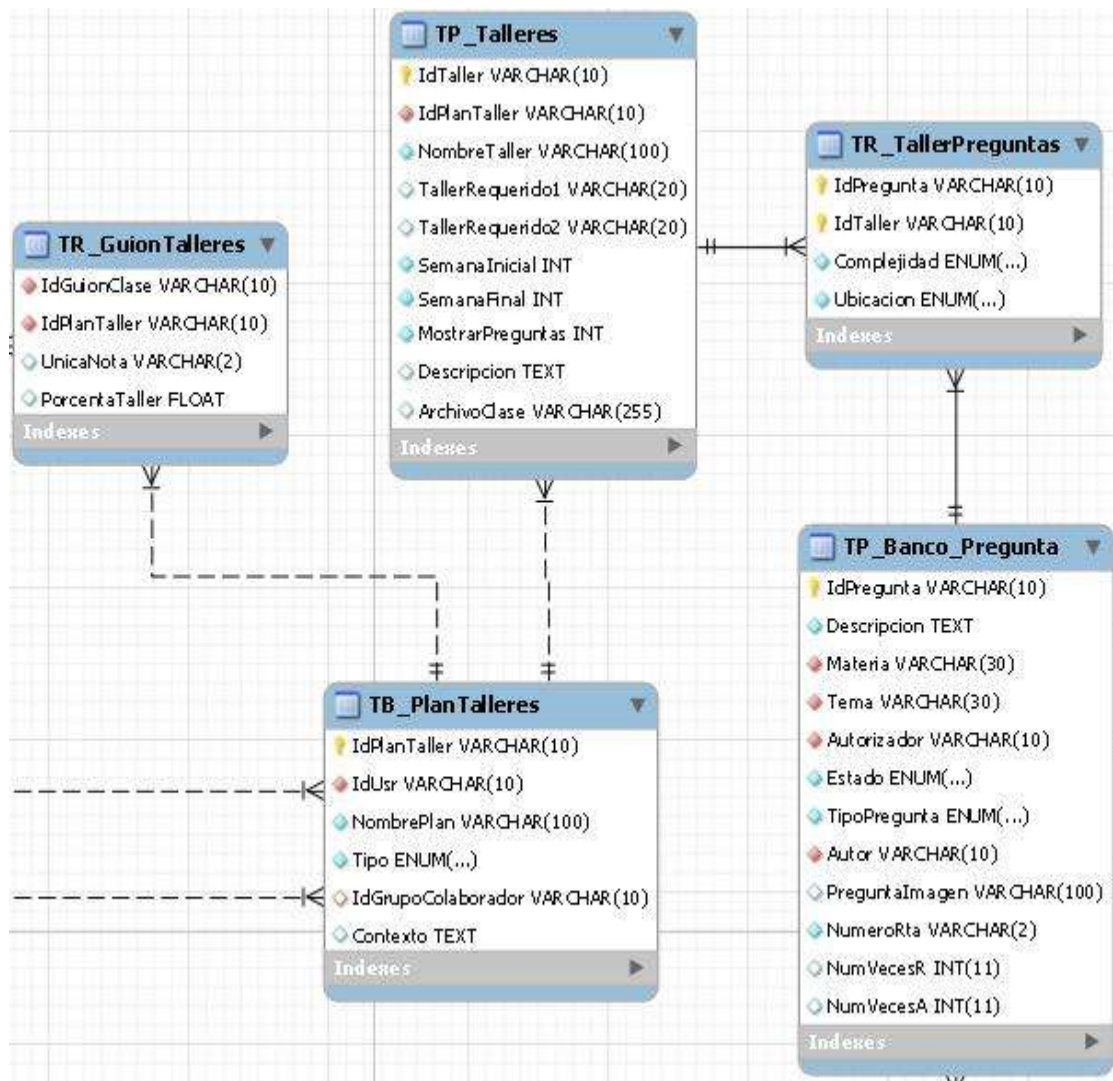 TP_Talleres
IdTaller VARCHAR(10)
IdPlanTaller VARCHAR(10)
NombreTaller VARCHAR(100)
TallerRequerido1 VARCHAR(20)
TallerRequerido2 VARCHAR(20)
SemanaInicial INT
SemanaFinal INT
MostrarPreguntas INT
Descripcion TEXT
ArchivoClase VARCHAR(255)
Indexes
TR_TallerPreguntas
IdPregunta VARCHAR(10)
IdTaller VARCHAR(10)
Complejidad ENUM(...)
Ubicacion ENUM(...)
Indexes
TR_GuionTalleres
IdGuionClase VARCHAR(10)
IdPlanTaller VARCHAR(10)
UnicaNota VARCHAR(2)
PorcentaTaller FLOAT
Indexes
TP_Banco_Pregunta
IdPregunta VARCHAR(10)
Descripcion TEXT
Materia VARCHAR(30)
Tema VARCHAR(30)
Autorizador VARCHAR(10)
Estado ENUM(...)
TipoPregunta ENUM(...)
Autor VARCHAR(10)
PreguntaImagen VARCHAR(100)
NumeroRta VARCHAR(2)
NumVecesR INT(11)
NumVecesA INT(11)
Indexes
TB_PlanTalleres
IdPlanTaller VARCHAR(10)
IdUsr VARCHAR(10)
NombrePlan VARCHAR(100)
Tipo ENUM(...)
IdGrupoColaborador VARCHAR(10)
Contexto TEXT
Indexes